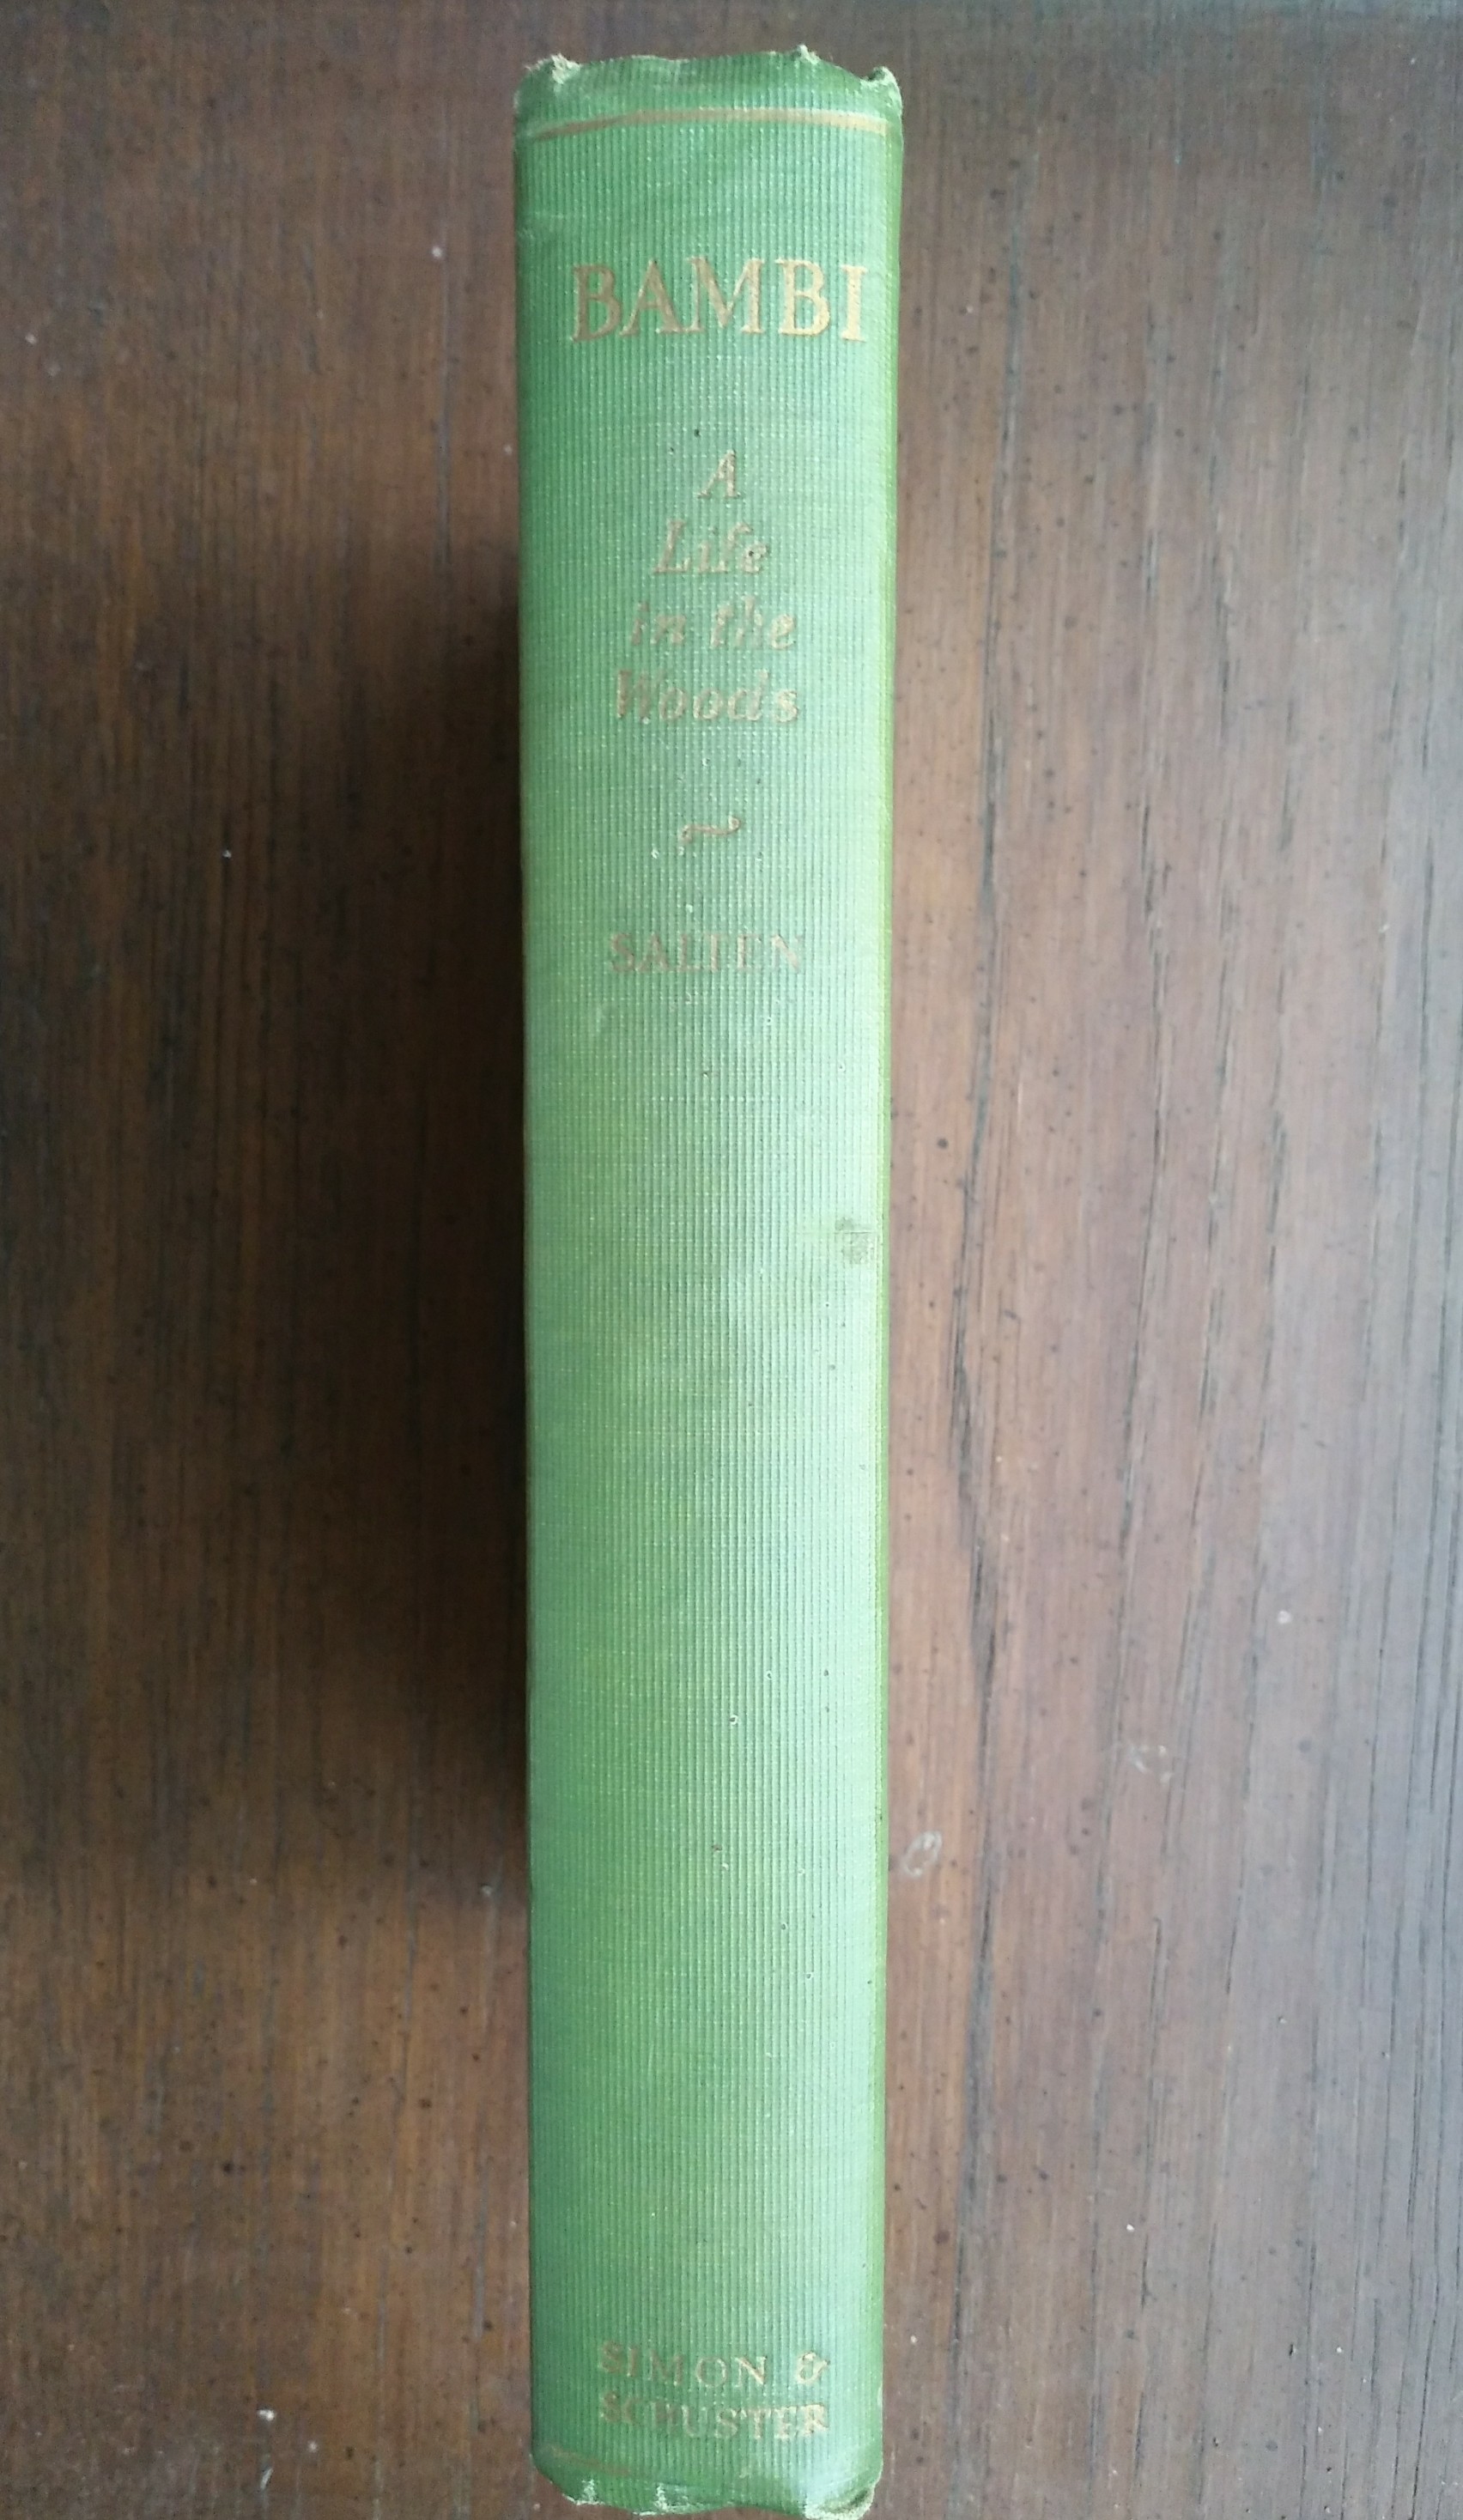 BAMBI
A
Life
in the
Woods
~
SALTEN
SIMON &
SCHUSTER